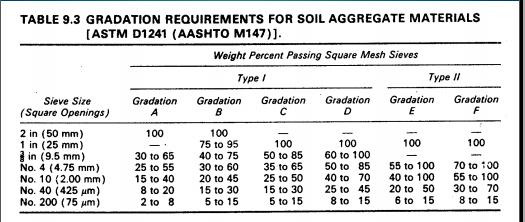 TABLE 9.3 GRADATION REQUIREMENTS FOR SOIL AGGREGATE MATERIALS
[ASTM D1241 (AASHTO M147)].
Weight Percent Passing Square Mesh Sieves
Type I Type II
Sieve Size Gradation Gradation Gradation Gradation Gradation Gradation
(Square Openings) A B C D E F
2 in (50 mm) 100 100 — — — —
1 in (25 mm) — 75 to 95 100 100 100 100
⅜ in (9.5 mm) 30 to 65 40 to 75 50 to 85 60 to 100 — —
No. 4 (4.75 mm) 25 to 55 30 to 60 35 to 65 50 to 85 55 to 100 70 to 100
No. 10 (2.00 mm) 15 to 40 20 to 45 25 to 50 40 to 70 40 to 100 55 to 100
No. 40 (425 µm) 8 to 20 15 to 30 15 to 30 25 to 45 20 to 50 30 to 70
No. 200 (75 µm) 2 to 8 5 to 15 5 to 15 8 to 15 6 to 15 8 to 15